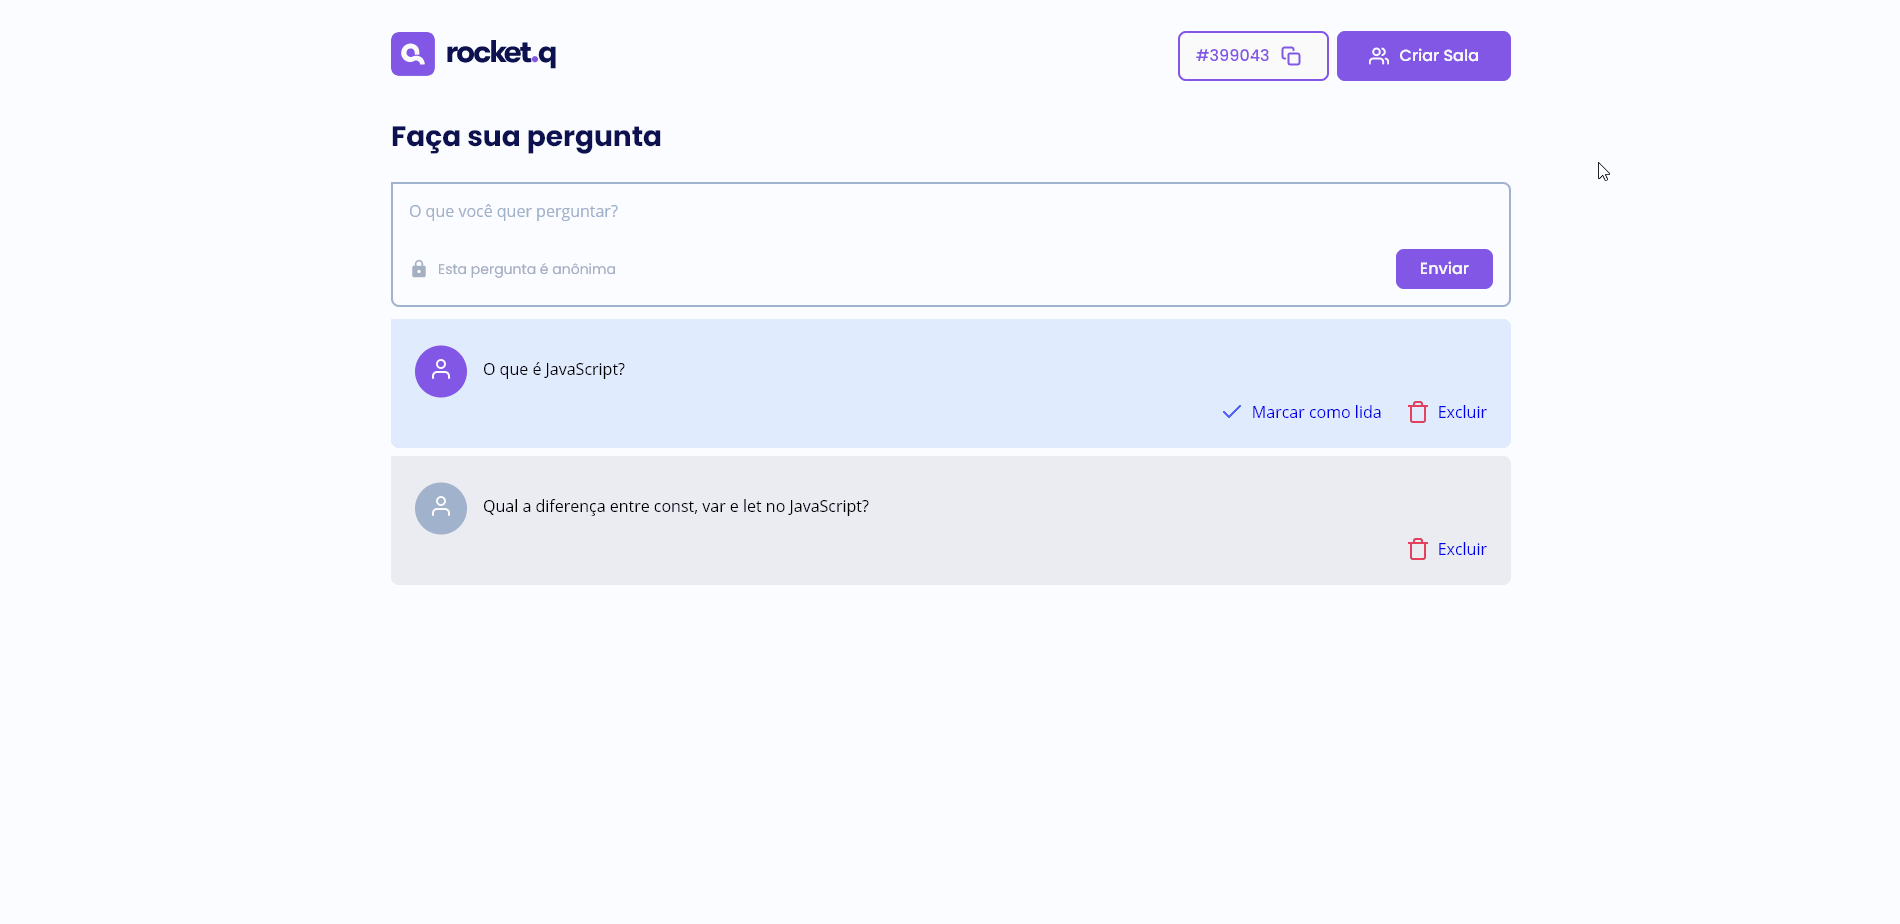 rocket.q
#399043
Criar Sala
Faça sua pergunta
O que você quer perguntar?
Esta pergunta é anônima
Enviar
O que é JavaScript?
Marcar como lida
Excluir
Qual a diferença entre const, var e let no JavaScript?
Excluir